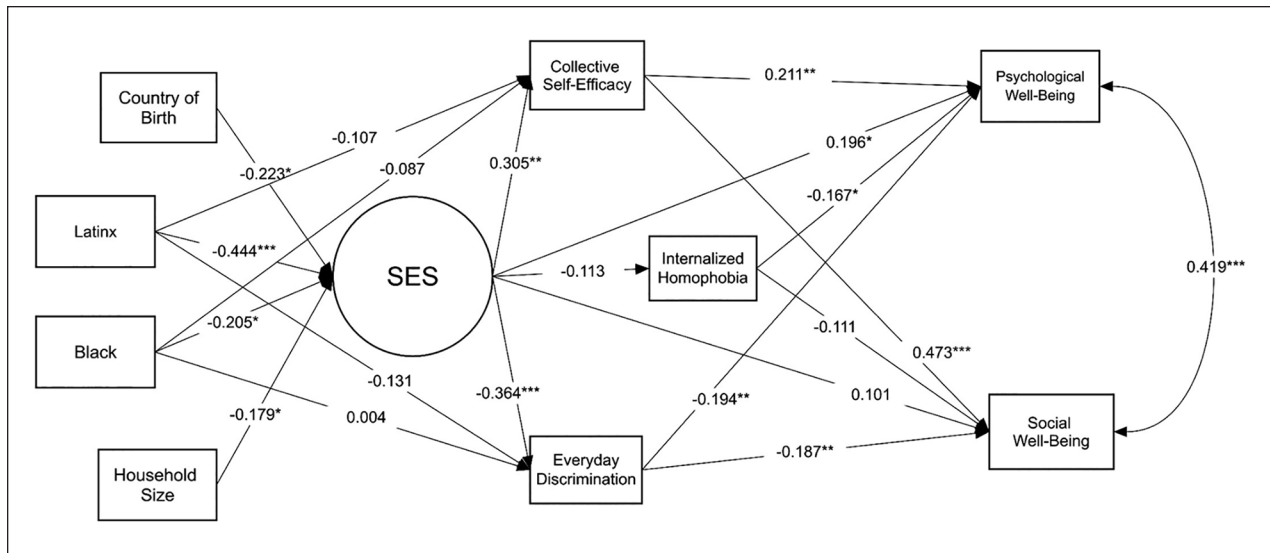 Country of
Birth
Latinx
Black
Household
Size
SES
Collective
Self-Efficacy
Internalized
Homophobia
Everyday
Discrimination
Psychological
Well-Being
Social
Well-Being
-0.223*
-0.107
-0.087
-0.444***
-0.205*
-0.179*
-0.131
0.004
0.305**
-0.113
-0.364***
0.211**
0.196*
-0.167*
-0.111
0.473***
0.101
-0.194**
-0.187**
0.419***